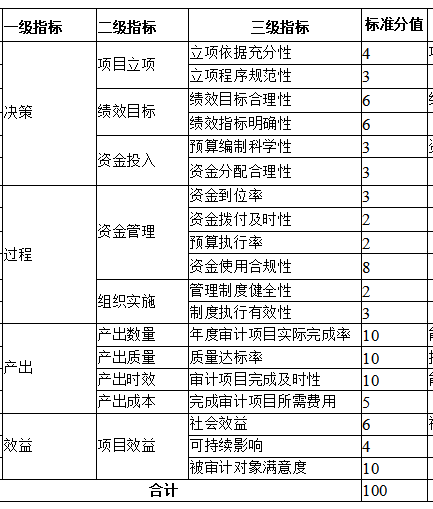 一级指标 二级指标 三级指标 标准分值
决策 项目立项 立项依据充分性 4
立项程序规范性 3
绩效目标 绩效目标合理性 6
绩效指标明确性 6
资金投入 预算编制科学性 3
资金分配合理性 3
过程 资金管理 资金到位率 3
资金拨付及时性 2
预算执行率 2
资金使用合规性 8
组织实施 管理制度健全性 2
制度执行有效性 3
产出 产出数量 年度审计项目实际完成率 10
产出质量 质量达标率 10
产出时效 审计项目完成及时性 10
产出成本 完成审计项目所需费用 5
效益 项目效益 社会效益 6
可持续影响 4
被审计对象满意度 10
合计 100